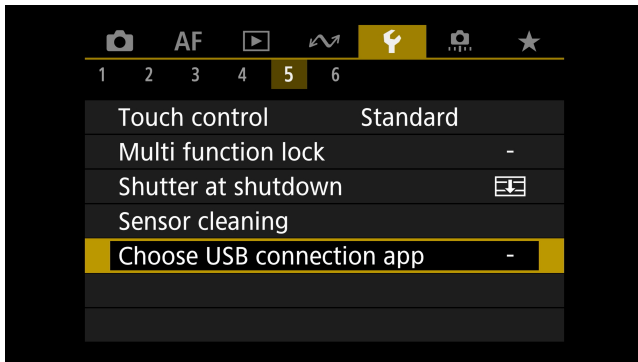 AF
1 2 3 4 5 6
Touch control Standard
Multi function lock -
Shutter at shutdown
Sensor cleaning
Choose USB connection app -